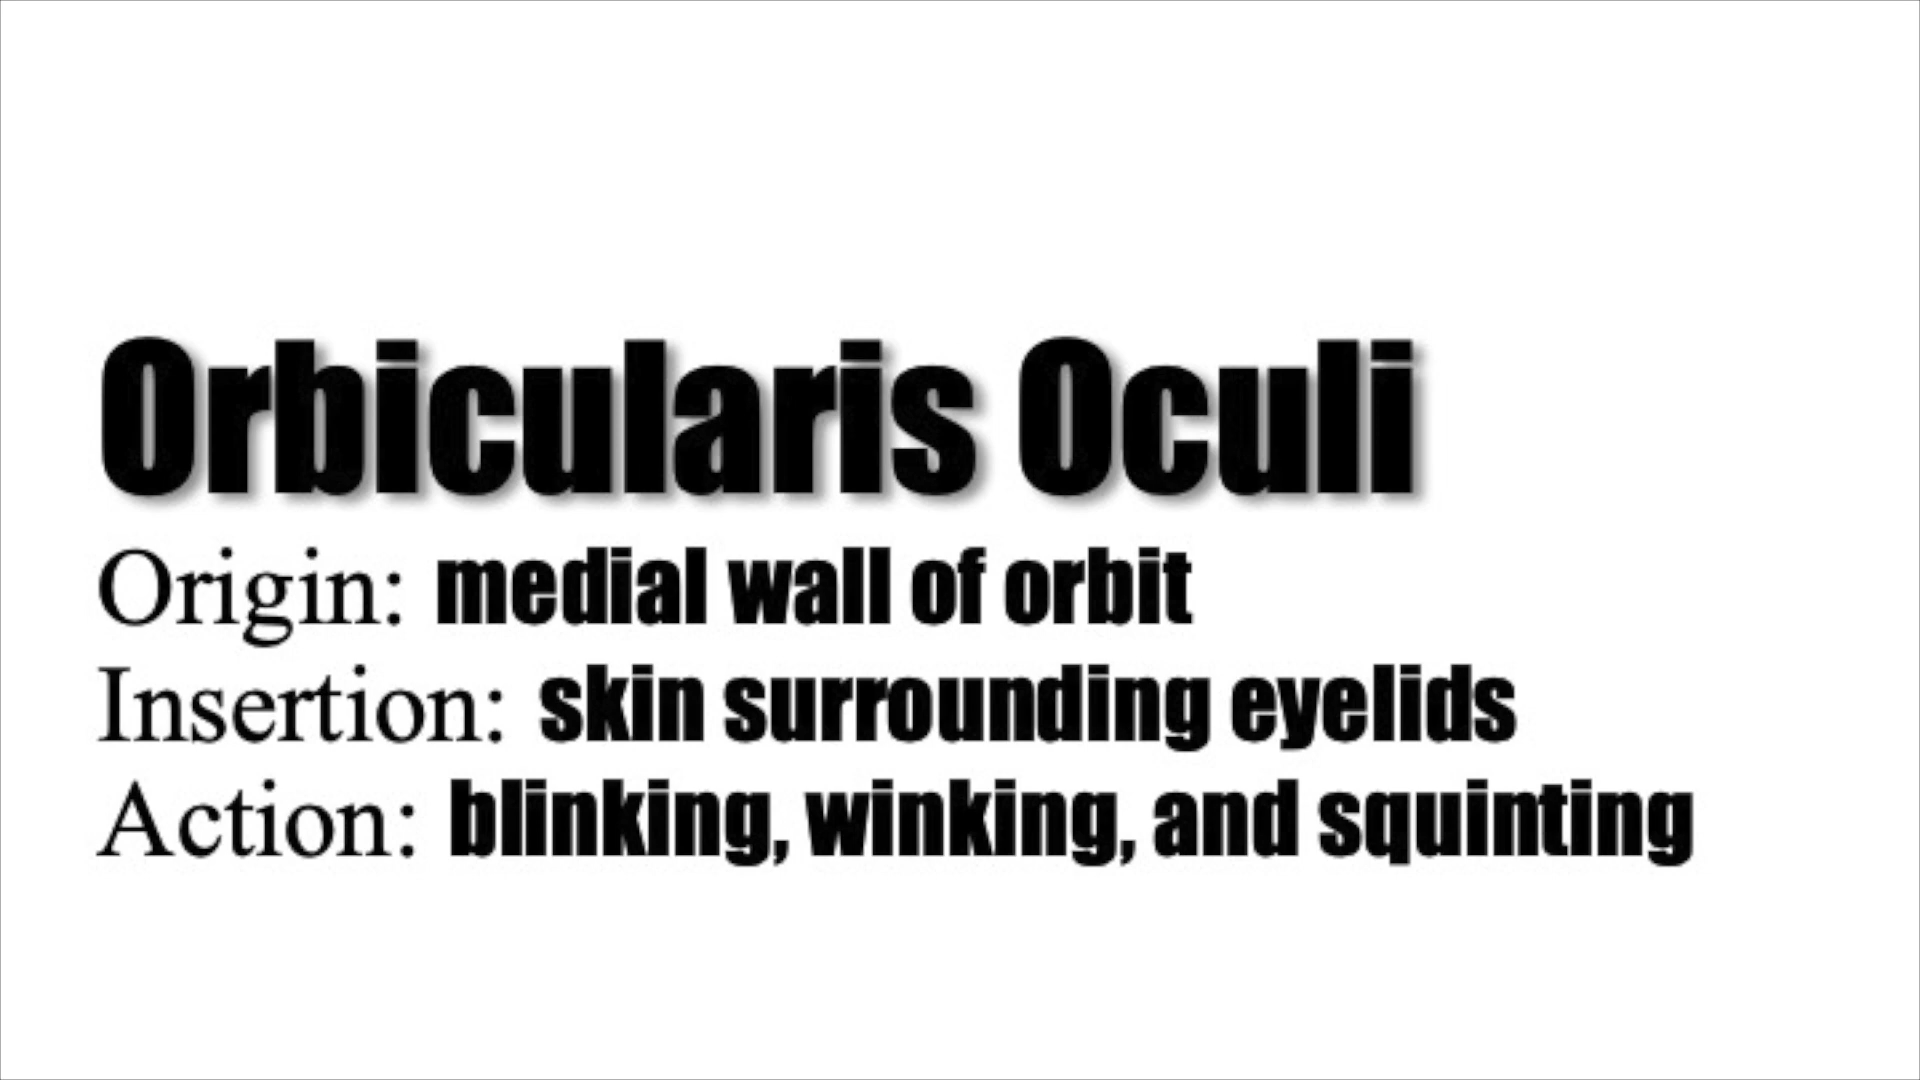 Orbicularis Oculi
Origin: medial wall of orbit
Insertion: skin surrounding eyelids
Action: blinking, winking, and squinting